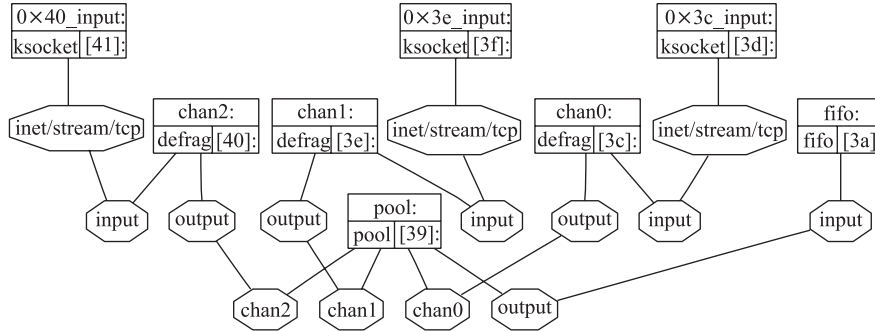 0×40_input:
ksocket [41]:
0×3e_input:
ksocket [3f]:
0×3c_input:
ksocket [3d]:
inet/stream/tcp
chan2:
defrag [40]:
chan1:
defrag [3e]:
inet/stream/tcp
chan0:
defrag [3c]:
inet/stream/tcp
fifo:
fifo [3a]
input
output
output
pool:
pool [39]:
input
output
input
input
chan2
chan1
chan0
output